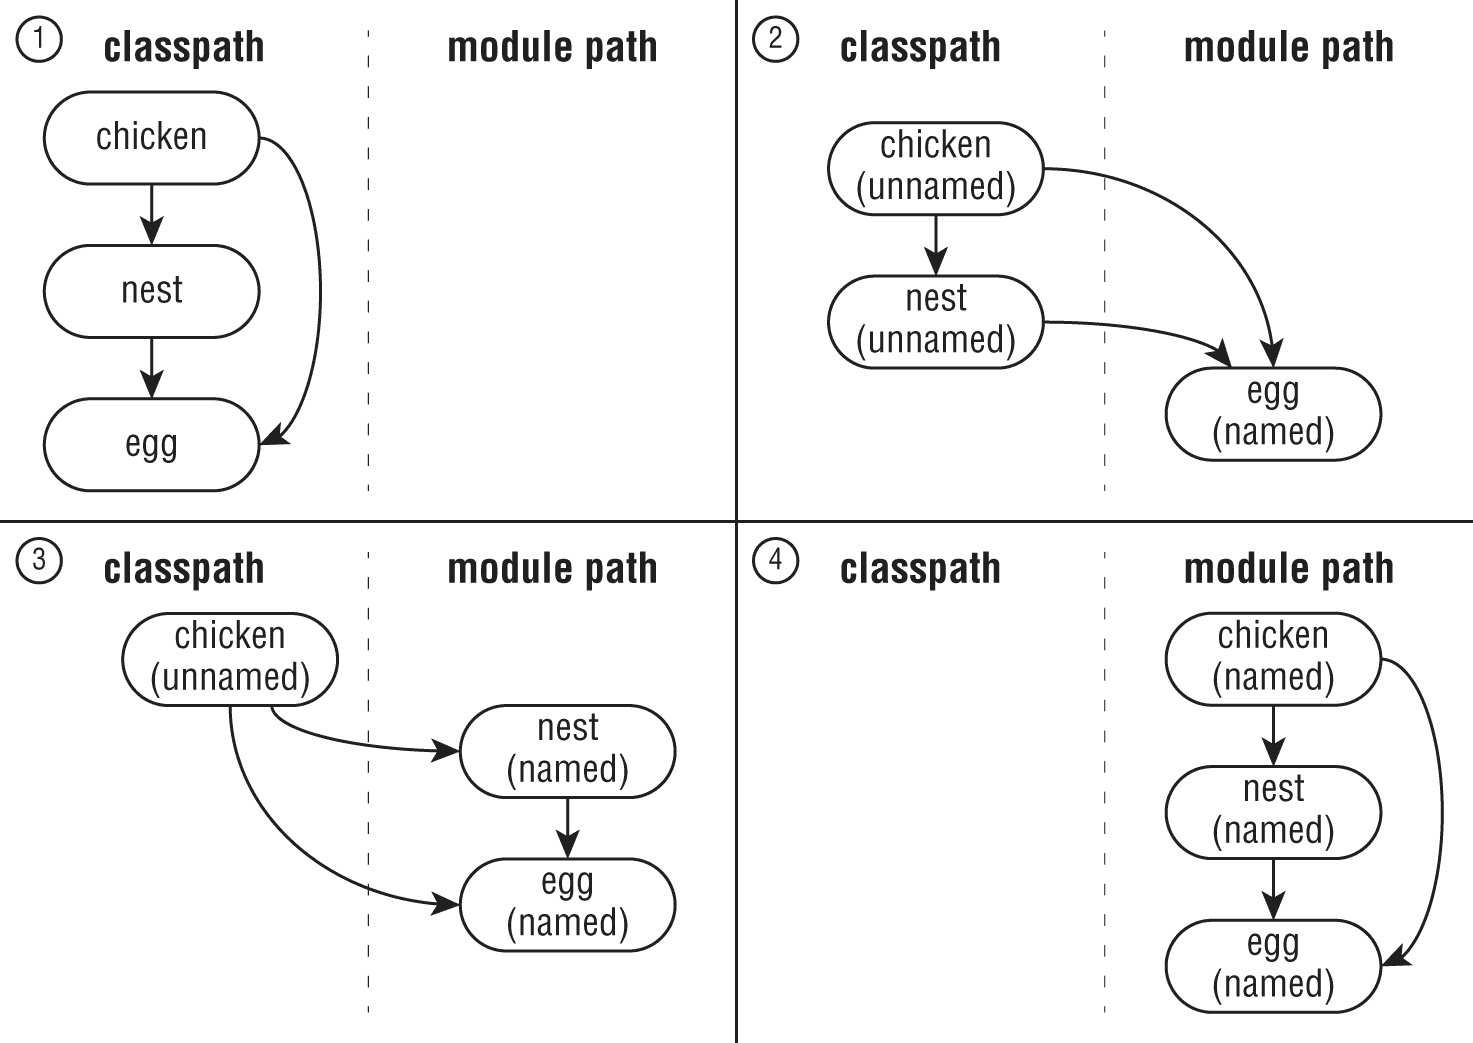 1
classpath
module path
chicken
nest
egg
2
classpath
module path
chicken
(unnamed)
nest
(unnamed)
egg
(named)
3
classpath
module path
chicken
(unnamed)
nest
(named)
egg
(named)
4
classpath
module path
chicken
(named)
nest
(named)
egg
(named)